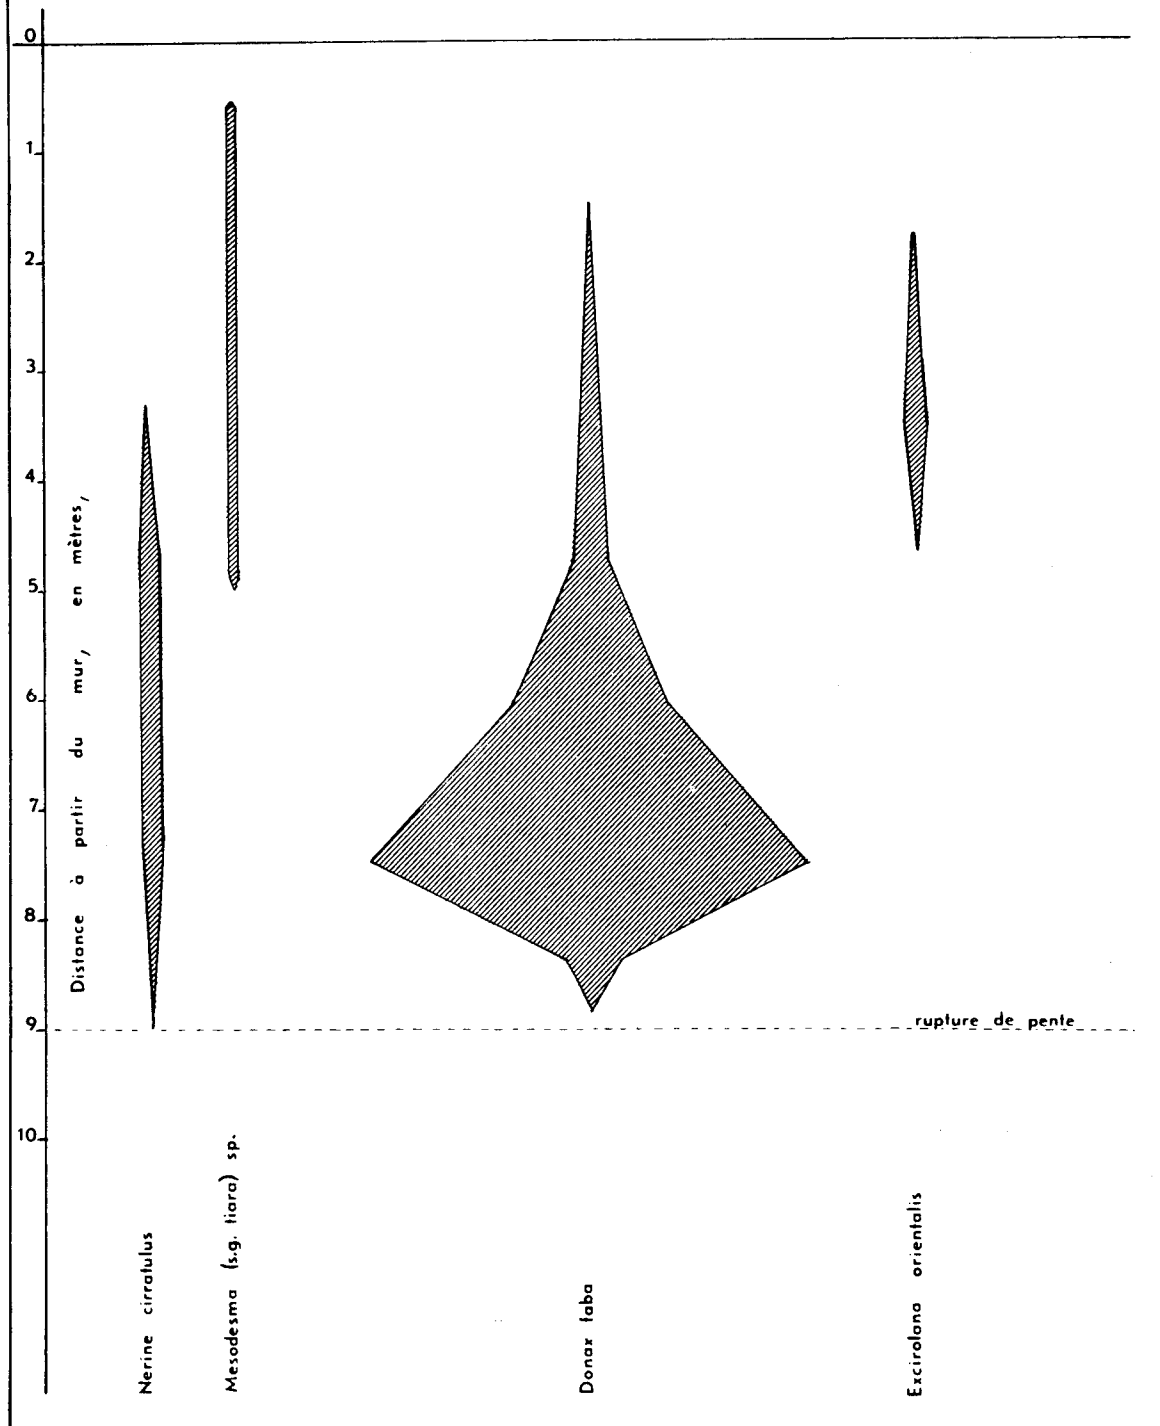 0
1
2
3
4
5
6
7
8
9
10
Distance à partir du mur, en mètres,
rupture de pente
Nerine cirratulus
Mesodesma (s.g. tiara) sp.
Donax faba
Excirolana orientalis